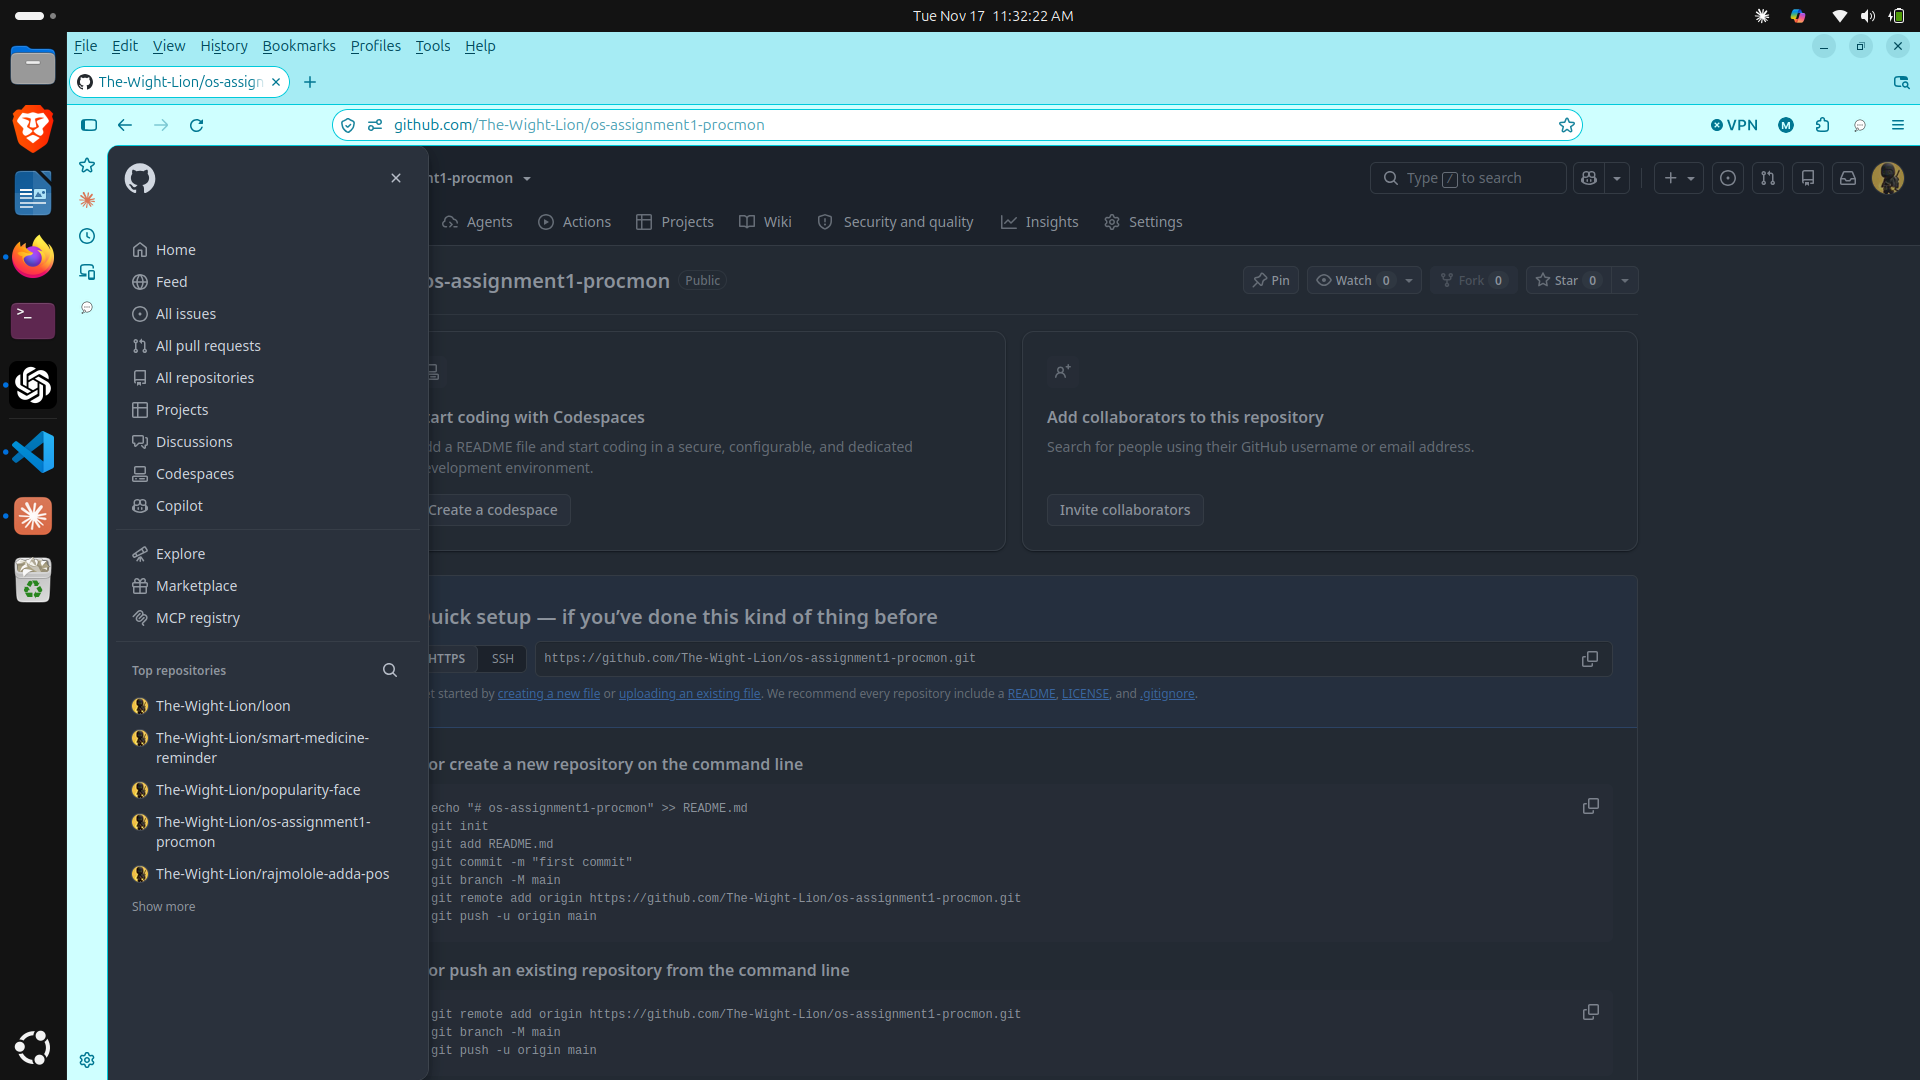 Tue Nov 17  11:32:22 AM
File Edit View History Bookmarks Profiles Tools Help
The-Wight-Lion/os-assign
github.com/The-Wight-Lion/os-assignment1-procmon
VPN
M
nt1-procmon
Type / to search
Agents
Actions
Projects
Wiki
Security and quality
Insights
Settings
Home
Feed
All issues
All pull requests
All repositories
Projects
Discussions
Codespaces
Copilot
Explore
Marketplace
MCP registry
Top repositories
The-Wight-Lion/loon
The-Wight-Lion/smart-medicine-
reminder
The-Wight-Lion/popularity-face
The-Wight-Lion/os-assignment1-
procmon
The-Wight-Lion/rajmolole-adda-pos
Show more
os-assignment1-procmon Public
Pin
Watch 0
Fork 0
Star 0
tart coding with Codespaces
dd a README file and start coding in a secure, configurable, and dedicated
evelopment environment.
Create a codespace
Add collaborators to this repository
Search for people using their GitHub username or email address.
Invite collaborators
uick setup — if you’ve done this kind of thing before
HTTPS SSH https://github.com/The-Wight-Lion/os-assignment1-procmon.git
et started by creating a new file or uploading an existing file. We recommend every repository include a README, LICENSE, and .gitignore.
or create a new repository on the command line
echo "# os-assignment1-procmon" >> README.md
git init
git add README.md
git commit -m "first commit"
git branch -M main
git remote add origin https://github.com/The-Wight-Lion/os-assignment1-procmon.git
git push -u origin main
or push an existing repository from the command line
git remote add origin https://github.com/The-Wight-Lion/os-assignment1-procmon.git
git branch -M main
git push -u origin main